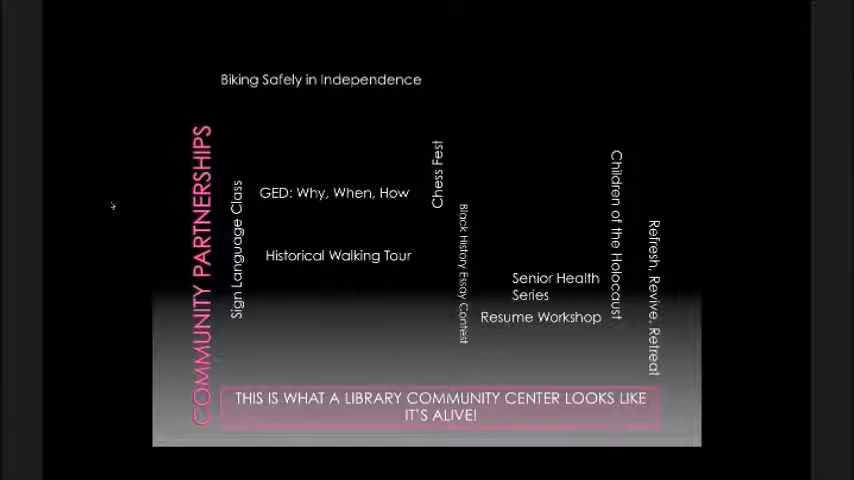 Biking Safely in Independence
COMMUNITY PARTNERSHIPS
Sign Language Class
GED: Why, When, How
Historical Walking Tour
Chess Fest
Black History Essay Contest
Senior Health
Series
Resume Workshop
Children of the Holocaust
Refresh, Revive, Retreat
THIS IS WHAT A LIBRARY COMMUNITY CENTER LOOKS LIKE
IT'S ALIVE!